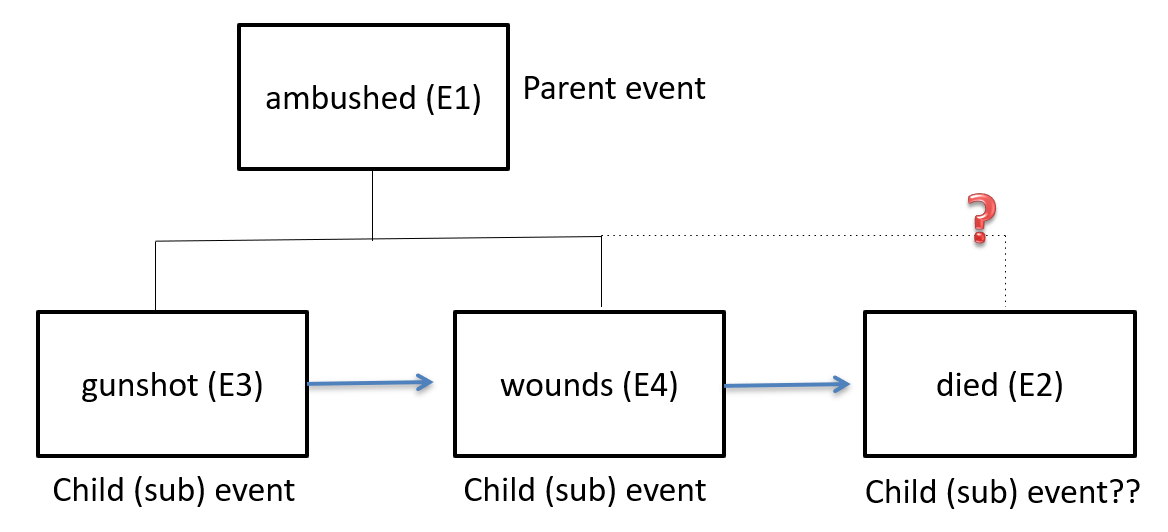 ambushed (E1)
Parent event
?
gunshot (E3)
wounds (E4)
died (E2)
Child (sub) event
Child (sub) event
Child (sub) event??